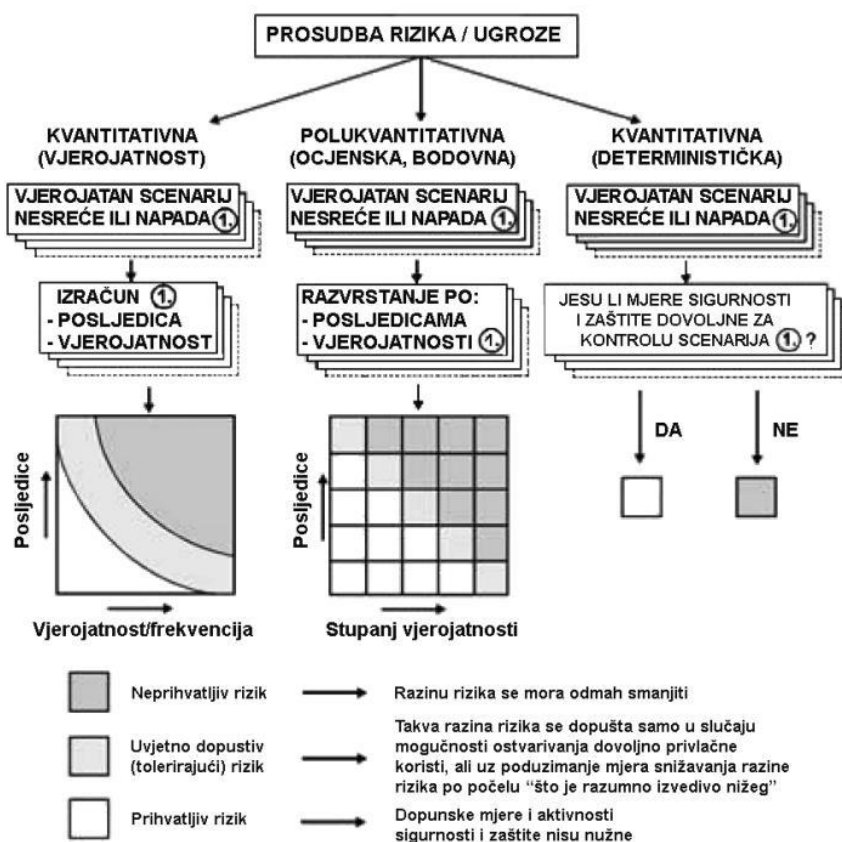 PROSUDBA RIZIKA / UGROZE
KVANTITATIVNA
(VJEROJATNOST)
VJEROJATAN SCENARIJ
NESREĆE ILI NAPADA 1.
IZRAČUN 1.
- POSLJEDICA
- VJEROJATNOST
Posljedice
Vjerojatnost/frekvencija
POLUKVANTITATIVNA
(OCJENSKA, BODOVNA)
VJEROJATAN SCENARIJ
NESREĆE ILI NAPADA 1.
RAZVRSTANJE PO:
- POSLJEDICAMA
- VJEROJATNOSTI 1.
Posljedice
Stupanj vjerojatnosti
KVANTITATIVNA
(DETERMINISTIČKA)
VJEROJATAN SCENARIJ
NESREĆE ILI NAPADA 1.
JESU LI MJERE SIGURNOSTI
I ZAŠTITE DOVOLJNE ZA
KONTROLU SCENARIJA 1. ?
DA
NE
Neprihvatljiv rizik
Razinu rizika se mora odmah smanjiti
Uvjetno dopustiv
(tolerirajući) rizik
Takva razina rizika se dopušta samo u slučaju
mogučnosti ostvarivanja dovoljno privlačne
koristi, ali uz poduzimanje mjera snižavanja razine
rizika po počelu “što je razumno izvedivo nižeg”
Prihvatljiv rizik
Dopunske mjere i aktivnosti
sigurnosti i zaštite nisu nužne